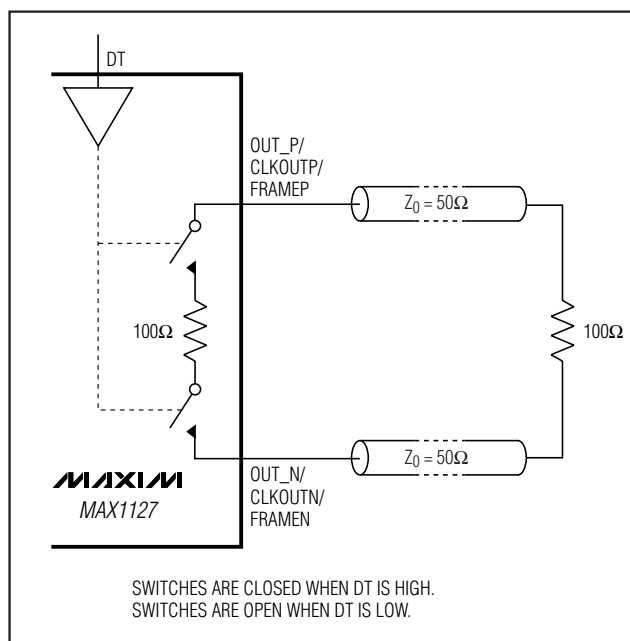 DT
OUT_P/
CLKOUTP/
FRAMEP
Z0 = 50Ω
100Ω
100Ω
Z0 = 50Ω
MAXIM
MAX1127
OUT_N/
CLKOUTN/
FRAMEN
SWITCHES ARE CLOSED WHEN DT IS HIGH.
SWITCHES ARE OPEN WHEN DT IS LOW.